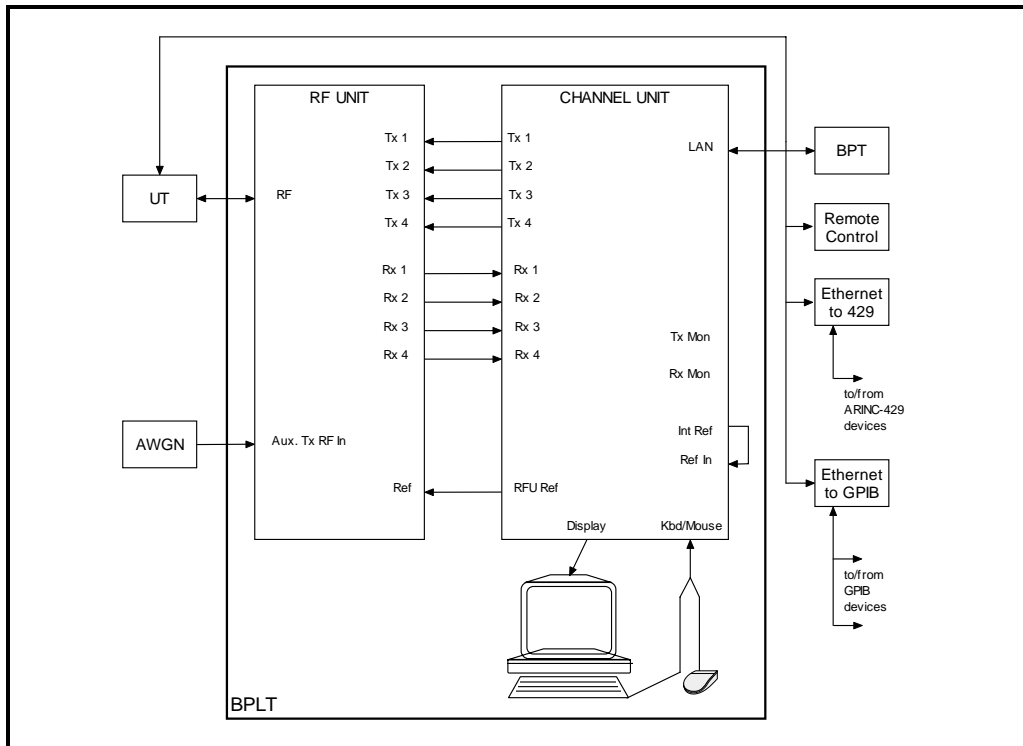 RF UNIT
CHANNEL UNIT
Tx 1
Tx 1
LAN
BPT
Tx 2
Tx 2
UT
RF
Tx 3
Tx 3
Tx 4
Tx 4
Remote
Control
Rx 1
Rx 1
Rx 2
Rx 2
Ethernet
to 429
Rx 3
Rx 3
Tx Mon
Rx 4
Rx 4
Rx Mon
to/from
ARINC-429
devices
AWGN
Aux. Tx RF In
Int Ref
Ref In
Ethernet
to GPIB
Ref
RFU Ref
Display
Kbd/Mouse
to/from
GPIB
devices
BPLT